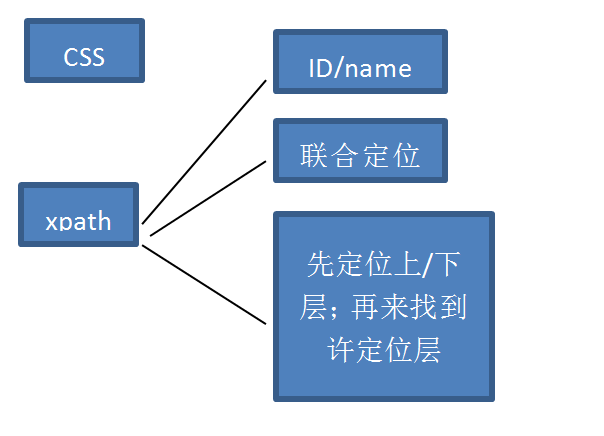 CSS
ID/name
联合定位
xpath
先定位上/下
层；再来找到
许定位层